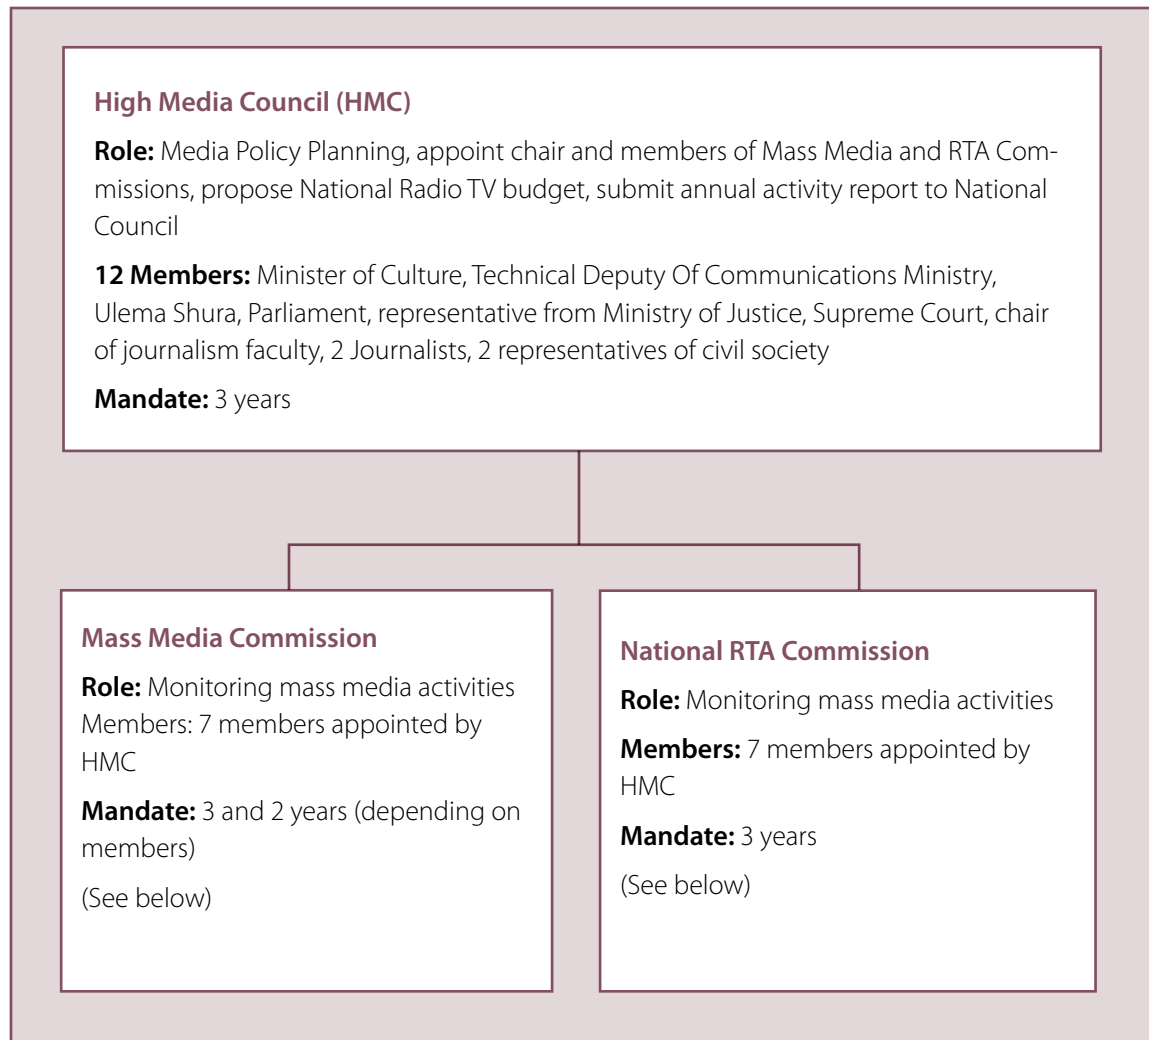 High Media Council (HMC)
Role: Media Policy Planning, appoint chair and members of Mass Media and RTA Com-
missions, propose National Radio TV budget, submit annual activity report to National
Council
12 Members: Minister of Culture, Technical Deputy Of Communications Ministry,
Ulema Shura, Parliament, representative from Ministry of Justice, Supreme Court, chair
of journalism faculty, 2 Journalists, 2 representatives of civil society
Mandate: 3 years
Mass Media Commission
Role: Monitoring mass media activities
Members: 7 members appointed by
HMC
Mandate: 3 and 2 years (depending on
members)
(See below)
National RTA Commission
Role: Monitoring mass media activities
Members: 7 members appointed by
HMC
Mandate: 3 years
(See below)